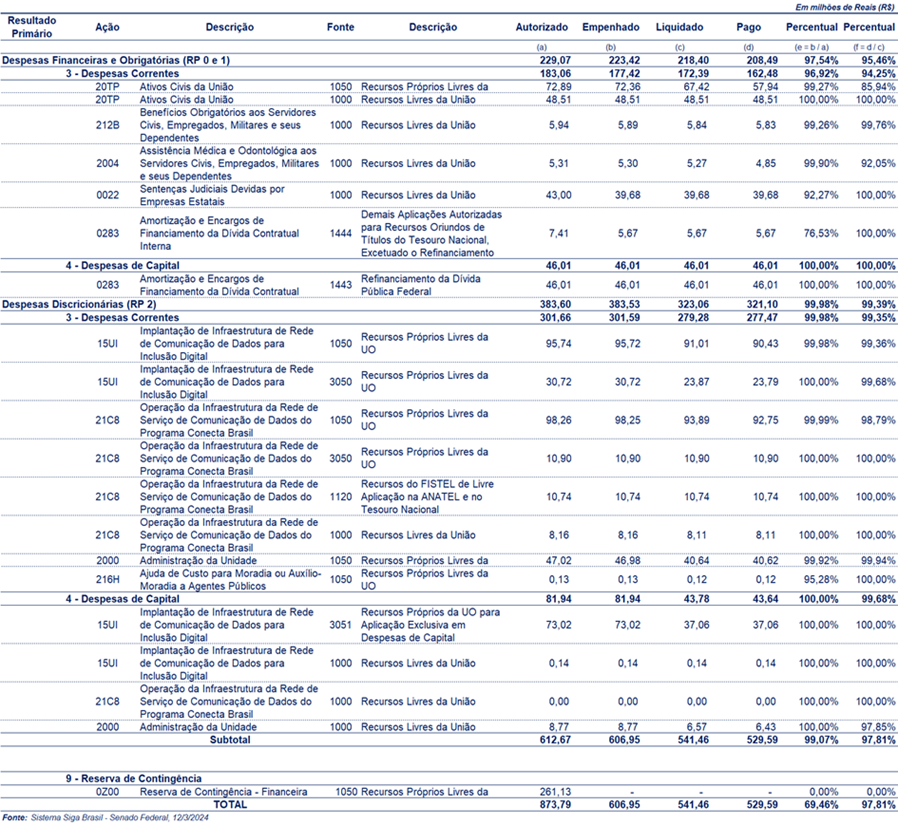 Em milhões de Reais (R$)
Resultado Primário Ação Descrição Fonte Descrição Autorizado Empenhado Liquidado Pago Percentual Percentual
(a) (b) (c) (d) (e = b / a) (f = d / c)
Despesas Financeiras e Obrigatórias (RP 0 e 1) 229,07 223,42 218,40 208,49 97,54% 95,46%
3 - Despesas Correntes 183,06 177,42 172,39 162,48 96,92% 94,25%
20TP Ativos Civis da União 1050 Recursos Próprios Livres da 72,89 72,36 67,42 57,94 99,27% 85,94%
20TP Ativos Civis da União 1000 Recursos Livres da União 48,51 48,51 48,51 48,51 100,00% 100,00%
Benefícios Obrigatórios aos Servidores
212B Civis, Empregados, Militares e seus 1000 Recursos Livres da União 5,94 5,89 5,84 5,83 99,26% 99,76%
Dependentes
Assistência Médica e Odontológica aos
2004 Servidores Civis, Empregados, Militares 1000 Recursos Livres da União 5,31 5,30 5,27 4,85 99,90% 92,05%
e seus Dependentes
0022 Sentenças Judiciais Devidas por 1000 Recursos Livres da União 43,00 39,68 39,68 39,68 92,27% 100,00%
Empresas Estatais
Demais Aplicações Autorizadas
Amortização e Encargos de para Recursos Oriundos de
0283 Financiamento da Dívida Contratual 1444 Títulos do Tesouro Nacional, 7,41 5,67 5,67 5,67 76,53% 100,00%
Interna Excetuado o Refinanciamento
4 - Despesas de Capital 46,01 46,01 46,01 46,01 100,00% 100,00%
0283 Amortização e Encargos de 1443 Refinanciamento da Dívida 46,01 46,01 46,01 46,01 100,00% 100,00%
Financiamento da Dívida Contratual Pública Federal
Despesas Discricionárias (RP 2) 383,60 383,53 323,06 321,10 99,98% 99,39%
3 - Despesas Correntes 301,66 301,59 279,28 277,47 99,98% 99,35%
Implantação de Infraestrutura de Rede Recursos Próprios Livres da
15UI de Comunicação de Dados para 1050 UO 95,74 95,72 91,01 90,43 99,98% 99,36%
Inclusão Digital
Implantação de Infraestrutura de Rede Recursos Próprios Livres da
15UI de Comunicação de Dados para 3050 UO 30,72 30,72 23,87 23,79 100,00% 99,68%
Inclusão Digital
Operação da Infraestrutura da Rede de Recursos Próprios Livres da
21C8 Serviço de Comunicação de Dados do 1050 UO 98,26 98,25 93,89 92,75 99,99% 98,79%
Programa Conecta Brasil
Operação da Infraestrutura da Rede de Recursos Próprios Livres da
21C8 Serviço de Comunicação de Dados do 3050 UO 10,90 10,90 10,90 10,90 100,00% 100,00%
Programa Conecta Brasil
Operação da Infraestrutura da Rede de Recursos do FISTEL de Livre
21C8 Serviço de Comunicação de Dados do 1120 Aplicação na ANATEL e no 10,74 10,74 10,74 10,74 100,00% 100,00%
Programa Conecta Brasil Tesouro Nacional
Operação da Infraestrutura da Rede de
21C8 Serviço de Comunicação de Dados do 1000 Recursos Livres da União 8,16 8,16 8,11 8,11 100,00% 100,00%
Programa Conecta Brasil
2000 Administração da Unidade 1050 Recursos Próprios Livres da 47,02 46,98 40,64 40,62 99,92% 99,94%
216H Ajuda de Custo para Moradia ou Auxílio- 1050 Recursos Próprios Livres da 0,13 0,13 0,12 0,12 95,28% 100,00%
Moradia a Agentes Públicos UO
4 - Despesas de Capital 81,94 81,94 43,78 43,64 100,00% 99,68%
Implantação de Infraestrutura de Rede Recursos Próprios da UO para
15UI de Comunicação de Dados para 3051 Aplicação Exclusiva em 73,02 73,02 37,06 37,06 100,00% 100,00%
Inclusão Digital Despesas de Capital
Implantação de Infraestrutura de Rede
15UI de Comunicação de Dados para 1000 Recursos Livres da União 0,14 0,14 0,14 0,14 100,00% 100,00%
Inclusão Digital
Operação da Infraestrutura da Rede de
21C8 Serviço de Comunicação de Dados do 1000 Recursos Livres da União 0,00 0,00 0,00 0,00 100,00% 100,00%
Programa Conecta Brasil
2000 Administração da Unidade 1000 Recursos Livres da União 8,77 8,77 6,57 6,43 100,00% 97,85%
Subtotal 612,67 606,95 541,46 529,59 99,07% 97,81%
9 - Reserva de Contingência
0Z00 Reserva de Contingência - Financeira 1050 Recursos Próprios Livres da 261,13 - - - 0,00% 0,00%
TOTAL 873,79 606,95 541,46 529,59 69,46% 97,81%
Fonte: Sistema Siga Brasil - Senado Federal, 12/3/2024